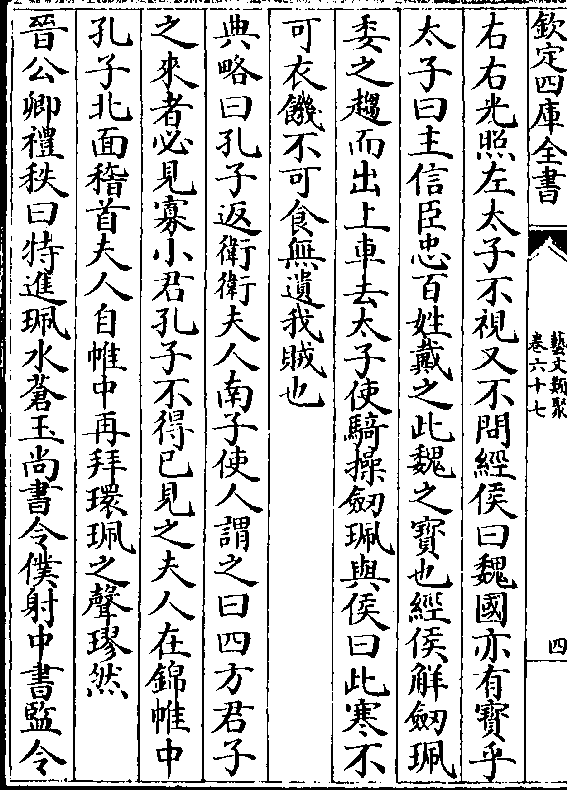 欽定四庫全書
藝文類聚
卷六十七
四
右右光照左太子不視又不問經侯曰魏國亦有寳乎
太子曰主信臣忠百姓戴之此魏之寳也經侯解劒珮
委之趨而出上車去太子使騎操劒珮與侯曰此寒不
可衣饑不可食無遺我賊也
典略曰孔子返衛衛夫人南子使人謂之曰四方君子
之來者必見寡小君孔子不得已見之夫人在錦帷中
孔子北面稽首夫人自帷中再拜環珮之聲璆然
晉公卿禮秩曰特進珮水蒼玉尚書令僕射中書監令